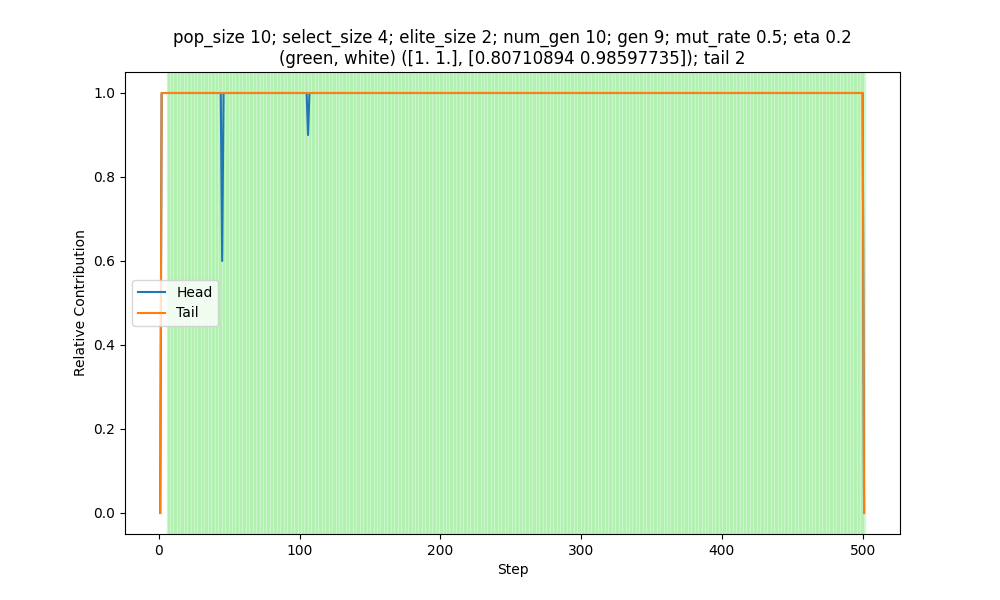 pop_size 10; select_size 4; elite_size 2; num_gen 10; gen 9; mut_rate 0.5; eta 0.2
(green, white) ([1. 1.], [0.80710894 0.98597735]); tail 2
1.0
0.8
0.6
0.4
0.2
0.0
Relative Contribution
Head
Tail
0
100
200
300
400
500
Step